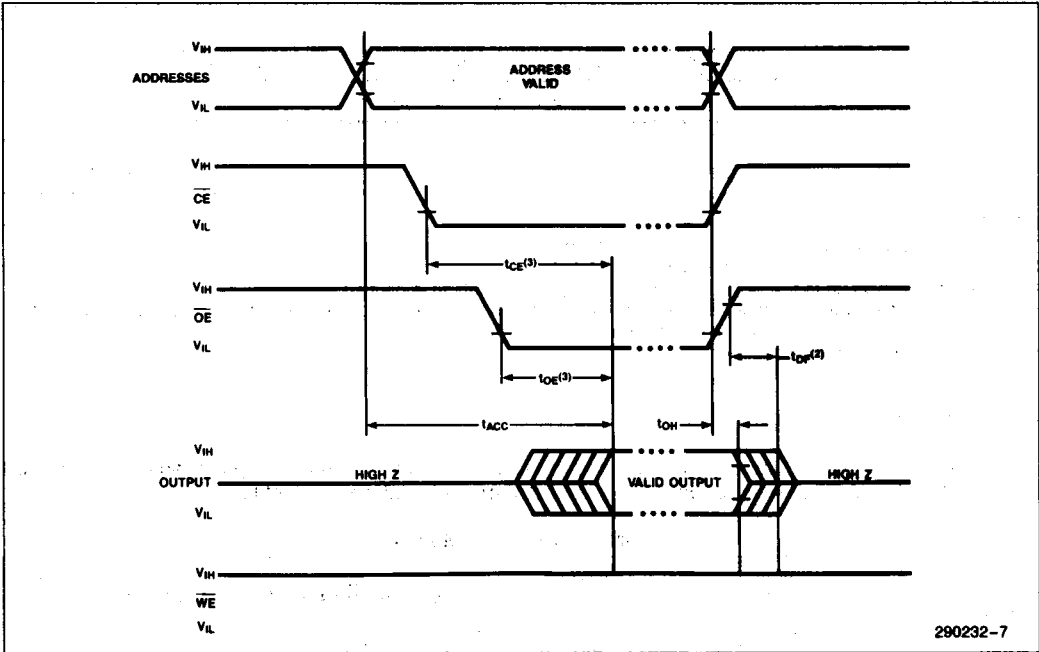 VIH
ADDRESSES
VIL
ADDRESS
VALID
VIH
CE
VIL
tCE(3)
VIH
OE
VIL
tDF(2)
tOE(3)
tACC
tOH
VIH
OUTPUT
HIGH Z
VALID OUTPUT
HIGH Z
VIL
VIH
WE
VIL
290232-7